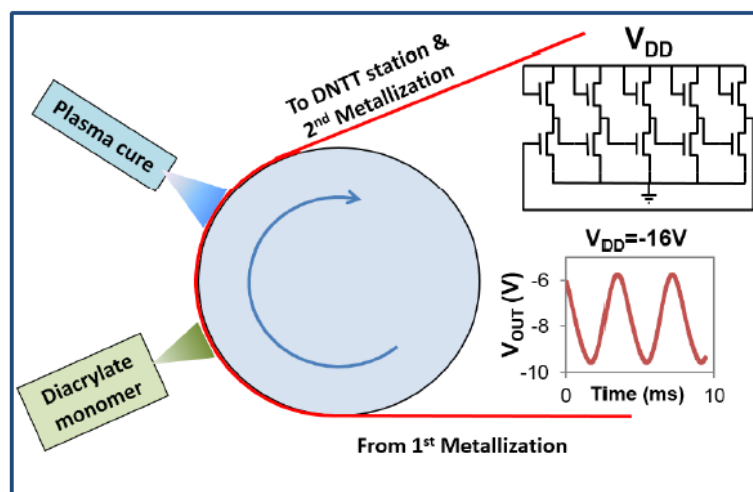 To DNTT station &
2nd Metallization
Plasma cure
Diacrylate
monomer
From 1st Metallization
VDD
VDD=-16V
VOUT (V)
-6
-8
-10
0
10
Time (ms)